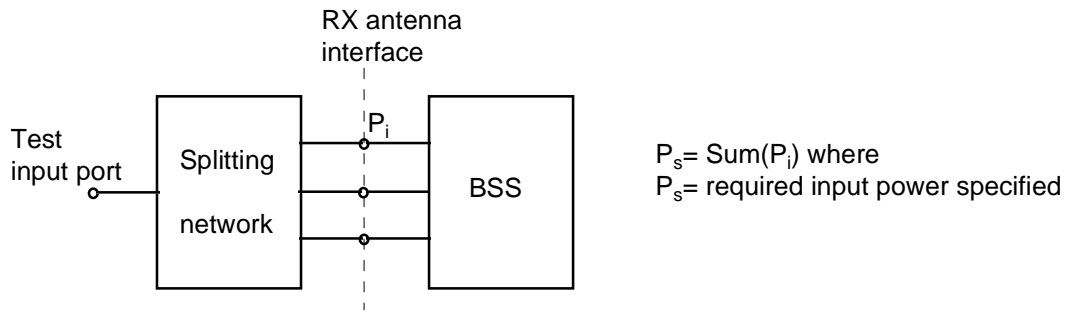 RX antenna
interface
P_i
Test
input port
Splitting
network
BSS
P_s= Sum(P_i) where
P_s= required input power specified